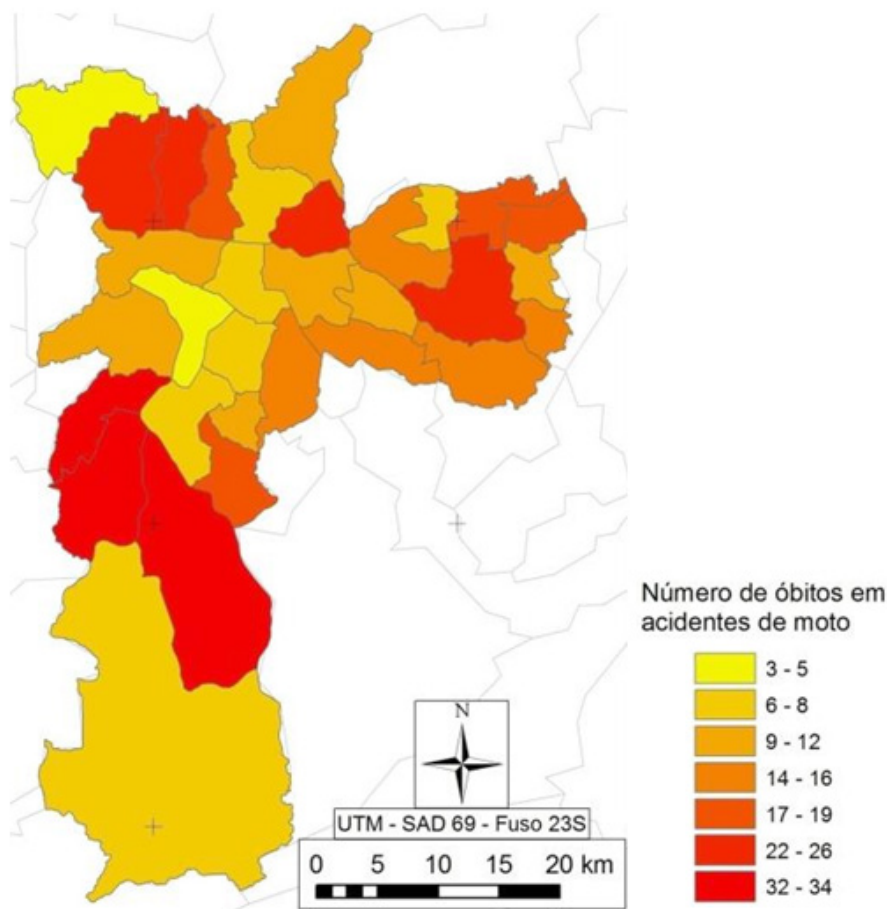 Número de óbitos em
acidentes de moto
3 - 5
6 - 8
9 - 12
14 - 16
17 - 19
22 - 26
32 - 34
N
UTM - SAD 69 - Fuso 23S
0 5 10 20 km